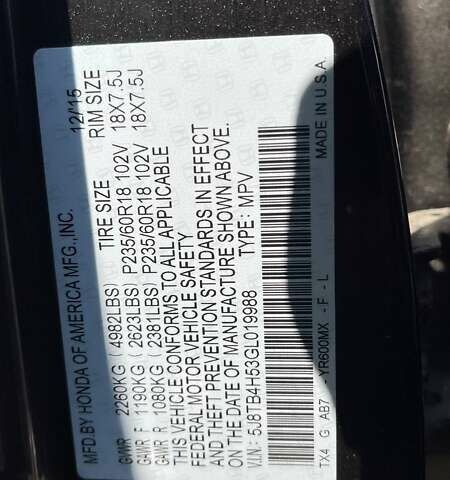 MFD.BY HONDA OF AMERICA MFG.,INC. 12/15
TIRE SIZE RIM SIZE
GVWR 2260KG (4982LBS) P235/60R18 102V 18X7.5J
GAWR F 1190KG (2623LBS) P235/60R18 102V 18X7.5J
GAWR R 1080KG (2381LBS)
THIS VEHICLE CONFORMS TO ALL APPLICABLE
FEDERAL MOTOR VEHICLE SAFETY
AND THEFT PREVENTION STANDARDS IN EFFECT
ON THE DATE OF MANUFACTURE SHOWN ABOVE.
V.I.N.: 5J8TB4H53GL019988 TYPE: MPV
TX4 G AB7 -YR600MX -F-L MADE IN U.S.A